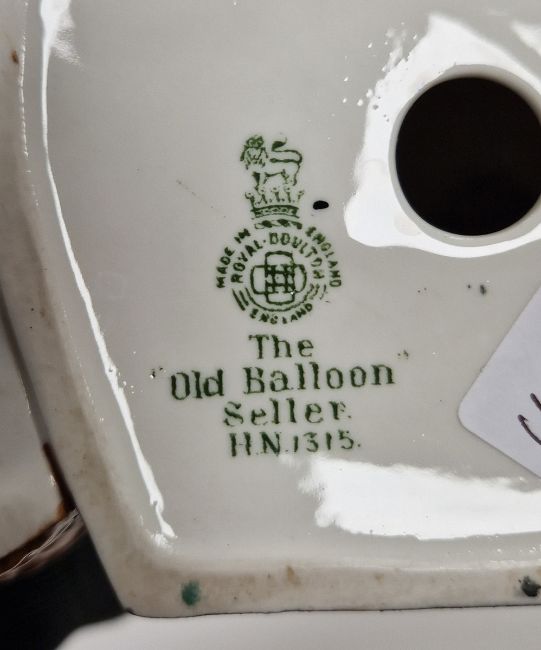 MADE IN ENGLAND
ROYAL·DOULTON
ENGLAND
The
"Old Balloon"
Seller.
H.N.1315.